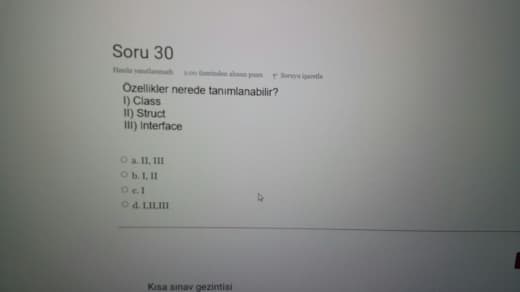 Soru 30
Henüz yanıtlanmadı 2,00 üzerinden alınan puan Soruyu işaretle
Özellikler nerede tanımlanabilir?
I) Class
II) Struct
III) Interface
a. II, III
b. I, II
c. I
d. I,II,III
Kısa sınav gezintisi